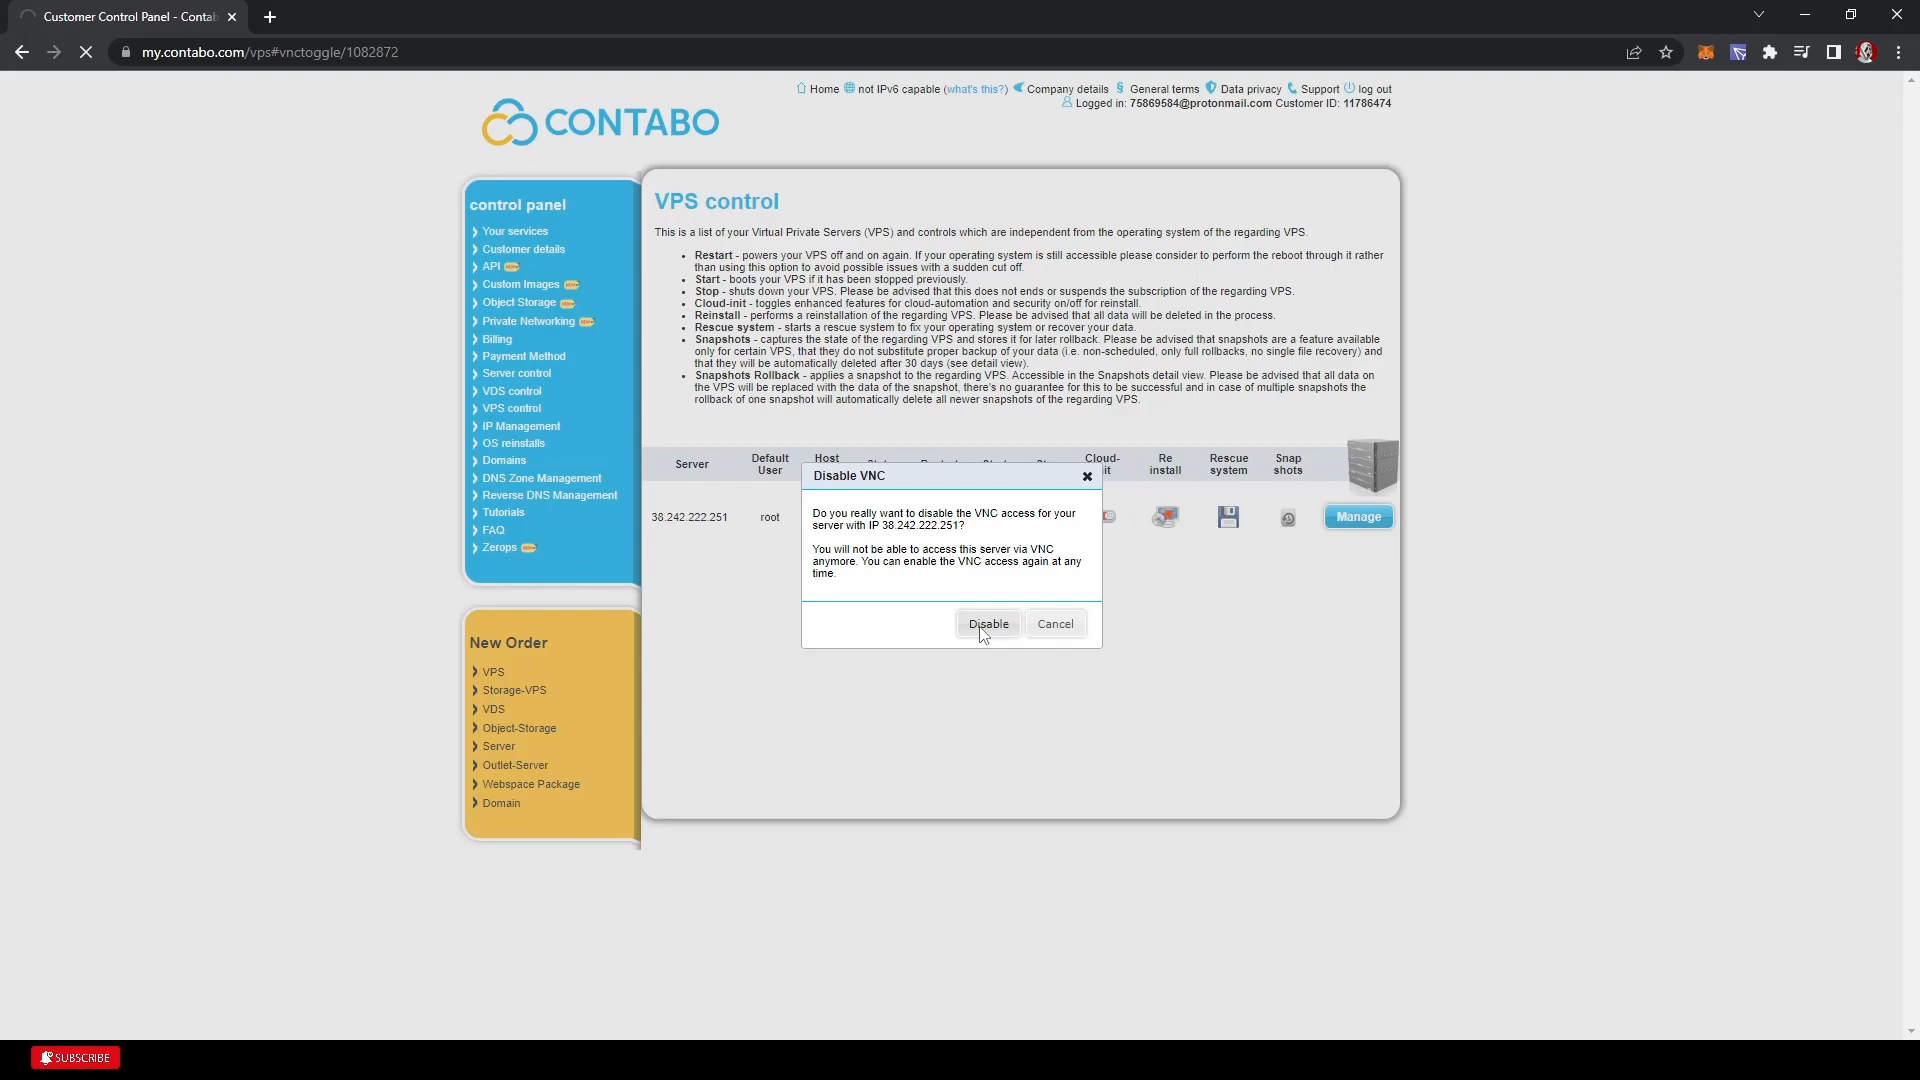 Customer Control Panel - Contab
my.contabo.com/vps#vnctoggle/1082872
Home not IPv6 capable (what's this?) Company details § General terms Data privacy Support log out
Logged in: 75869584@protonmail.com Customer ID: 11786474
CONTABO
control panel
Your services
Customer details
API
Custom Images
Object Storage
Private Networking
Billing
Payment Method
Server control
VDS control
VPS control
IP Management
OS reinstalls
Domains
DNS Zone Management
Reverse DNS Management
Tutorials
FAQ
Zerops
New Order
VPS
Storage-VPS
VDS
Object-Storage
Server
Outlet-Server
Webspace Package
Domain
VPS control
This is a list of your Virtual Private Servers (VPS) and controls which are independent from the operating system of the regarding VPS.
Restart - powers your VPS off and on again. If your operating system is still accessible please consider to perform the reboot through it rather
than using this option to avoid possible issues with a sudden cut off.
Start - boots your VPS if it has been stopped previously.
Stop - shuts down your VPS. Please be advised that this does not ends or suspends the subscription of the regarding VPS.
Cloud-init - toggles enhanced features for cloud-automation and security on/off for reinstall.
Reinstall - performs a reinstallation of the regarding VPS. Please be advised that all data will be deleted in the process.
Rescue system - starts a rescue system to fix your operating system or recover your data.
Snapshots - captures the state of the regarding VPS and stores it for later rollback. Please be advised that snapshots are a feature available
only for certain VPS, that they do not substitute proper backup of your data (i.e. non-scheduled, only full rollbacks, no single file recovery) and
that they will be automatically deleted after 30 days (see detail view).
Snapshots Rollback - applies a snapshot to the regarding VPS. Accessible in the Snapshots detail view. Please be advised that all data on
the VPS will be replaced with the data of the snapshot, there's no guarantee for this to be successful and in case of multiple snapshots the
rollback of one snapshot will automatically delete all newer snapshots of the regarding VPS.
Server
Default
User
Host
Cloud-
it
Re
install
Rescue
system
Snap
shots
38.242.222.251
root
Manage
Disable VNC
Do you really want to disable the VNC access for your
server with IP 38.242.222.251?
You will not be able to access this server via VNC
anymore. You can enable the VNC access again at any
time.
Disable
Cancel
SUBSCRIBE